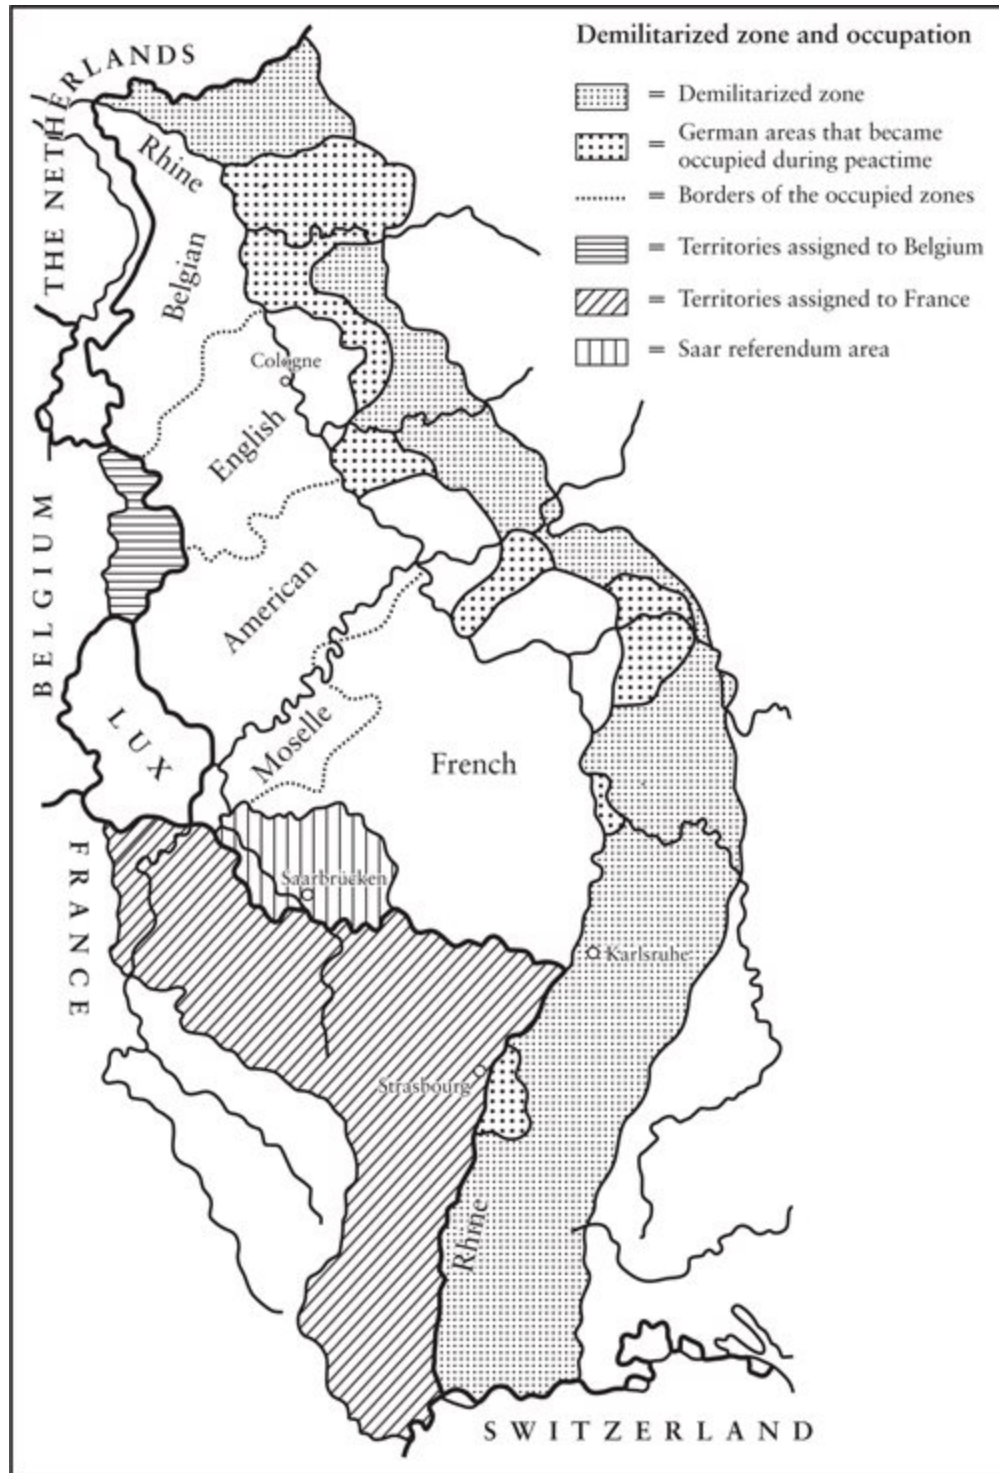 Demilitarized zone and occupation
= Demilitarized zone
= German areas that became
occupied during peactime
= Borders of the occupied zones
= Territories assigned to Belgium
= Territories assigned to France
= Saar referendum area
THE NETHERLANDS
Rhine
Belgian
Cologne
English
BELGIUM
American
LUX
Moselle
French
FRANCE
Saarbrücken
Karlsruhe
Strasbourg
Rhine
SWITZERLAND